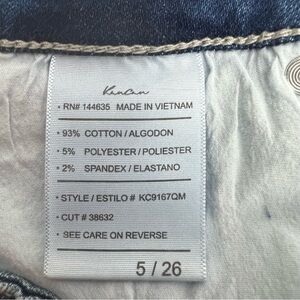 KanCan
• RN# 144635 MADE IN VIETNAM
• 93% COTTON / ALGODON
• 5% POLYESTER / POLIESTER
• 2% SPANDEX / ELASTANO
• STYLE / ESTILO # KC9167QM
• CUT # 38632
• SEE CARE ON REVERSE
5 / 26